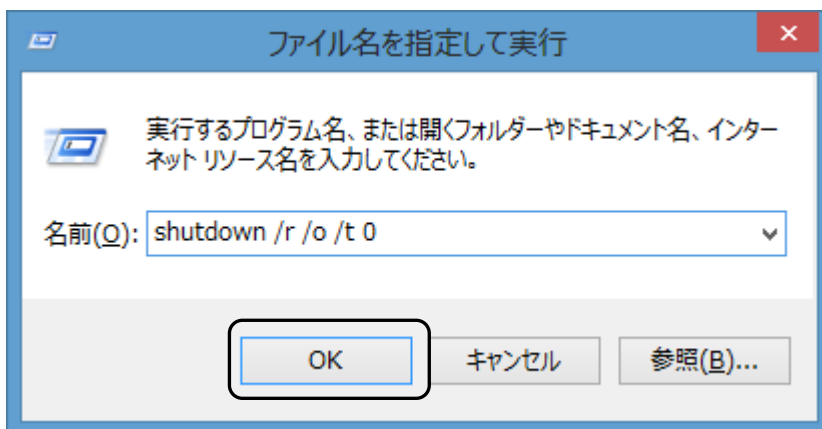 ファイル名を指定して実行
実行するプログラム名、または開くフォルダーやドキュメント名、インター
ネット リソース名を入力してください。
名前(O): shutdown /r /o /t 0
OK キャンセル 参照(B)...